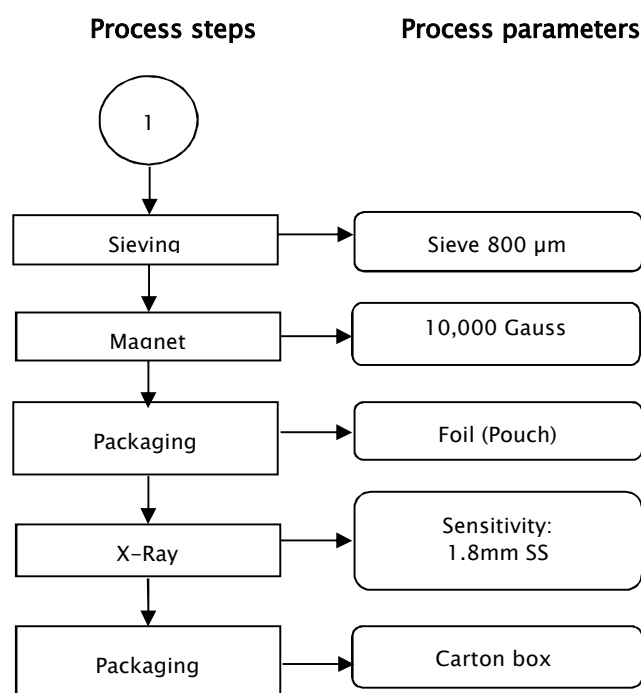 Process steps Process parameters
1
Sieving Sieve 800 µm
Magnet 10,000 Gauss
Packaging Foil (Pouch)
X-Ray Sensitivity:
1.8mm SS
Packaging Carton box